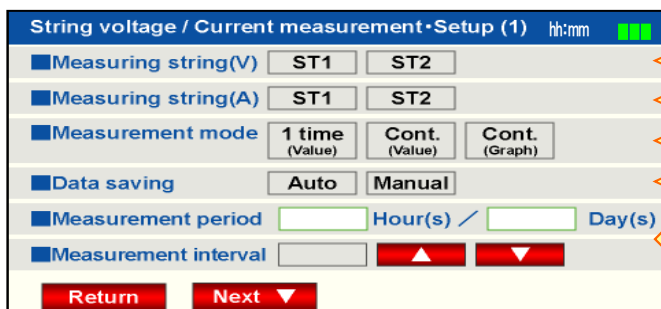 String voltage / Current measurement・Setup (1) hh:mm
■Measuring string(V) ST1 ST2
■Measuring string(A) ST1 ST2
■Measurement mode 1 time (Value) Cont. (Value) Cont. (Graph)
■Data saving Auto Manual
■Measurement period Hour(s) ／ Day(s)
■Measurement interval ▲ ▼
Return Next ▼